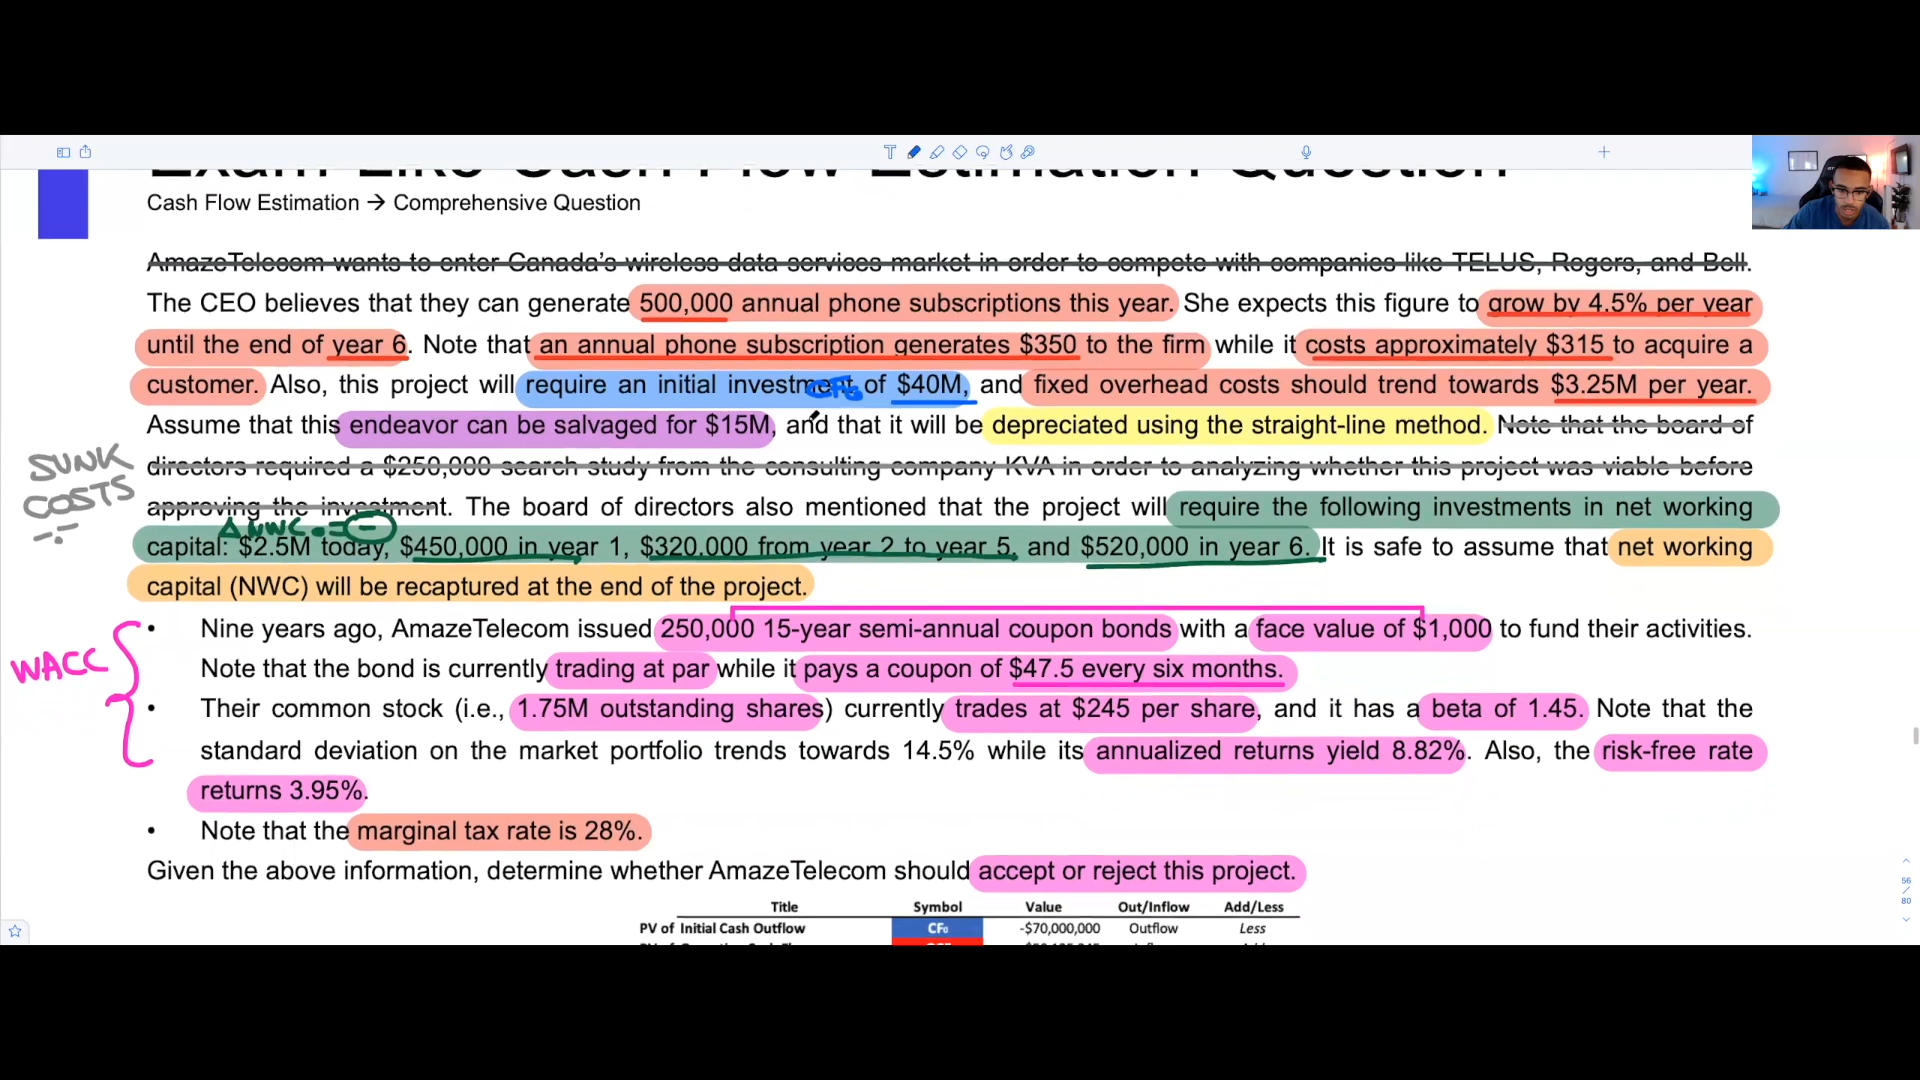 Exam-Like Cash Flow Estimation Question
Cash Flow Estimation → Comprehensive Question
AmazeTelecom wants to enter Canada's wireless data services market in order to compete with companies like TELUS, Rogers, and Bell.
The CEO believes that they can generate 500,000 annual phone subscriptions this year. She expects this figure to grow by 4.5% per year
until the end of year 6. Note that an annual phone subscription generates $350 to the firm while it costs approximately $315 to acquire a
customer. Also, this project will require an initial investment of $40M, and fixed overhead costs should trend towards $3.25M per year.
CF₀
Assume that this endeavor can be salvaged for $15M, and that it will be depreciated using the straight-line method. Note that the board of
SUNK
COSTS
directors required a $250,000 search study from the consulting company KVA in order to analyzing whether this project was viable before
approving the investment. The board of directors also mentioned that the project will require the following investments in net working
ΔNWC₀ = -
capital: $2.5M today, $450,000 in year 1, $320,000 from year 2 to year 5, and $520,000 in year 6. It is safe to assume that net working
capital (NWC) will be recaptured at the end of the project.
WACC
• Nine years ago, AmazeTelecom issued 250,000 15-year semi-annual coupon bonds with a face value of $1,000 to fund their activities.
Note that the bond is currently trading at par while it pays a coupon of $47.5 every six months.
• Their common stock (i.e., 1.75M outstanding shares) currently trades at $245 per share, and it has a beta of 1.45. Note that the
standard deviation on the market portfolio trends towards 14.5% while its annualized returns yield 8.82%. Also, the risk-free rate
returns 3.95%.
• Note that the marginal tax rate is 28%.
Given the above information, determine whether AmazeTelecom should accept or reject this project.
Title Symbol Value Out/Inflow Add/Less
PV of Initial Cash Outflow CF₀ -$70,000,000 Outflow Less
56
/
80